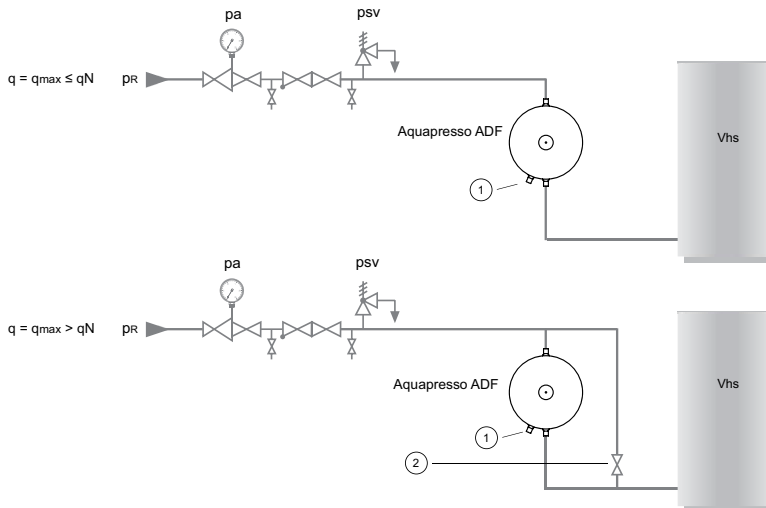 pa
psv
q = qmax ≤ qN
pR
Aquapresso ADF
Vhs
1
pa
psv
q = qmax > qN
pR
Aquapresso ADF
Vhs
1
2